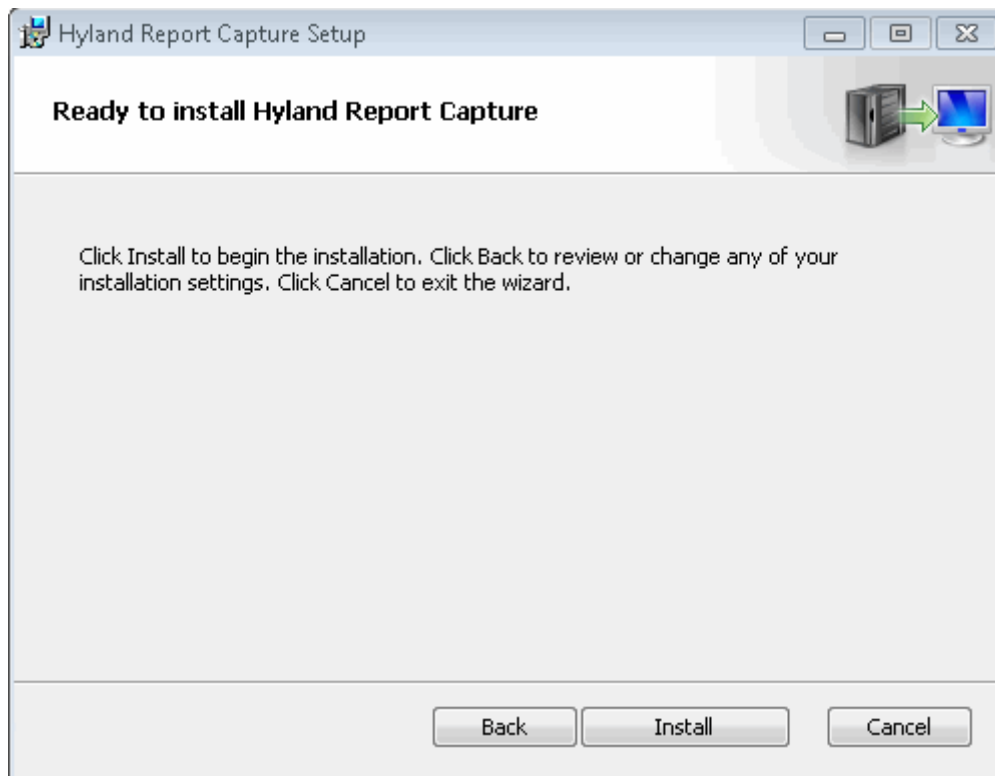 Hyland Report Capture Setup
Ready to install Hyland Report Capture
Click Install to begin the installation. Click Back to review or change any of your
installation settings. Click Cancel to exit the wizard.
Back
Install
Cancel